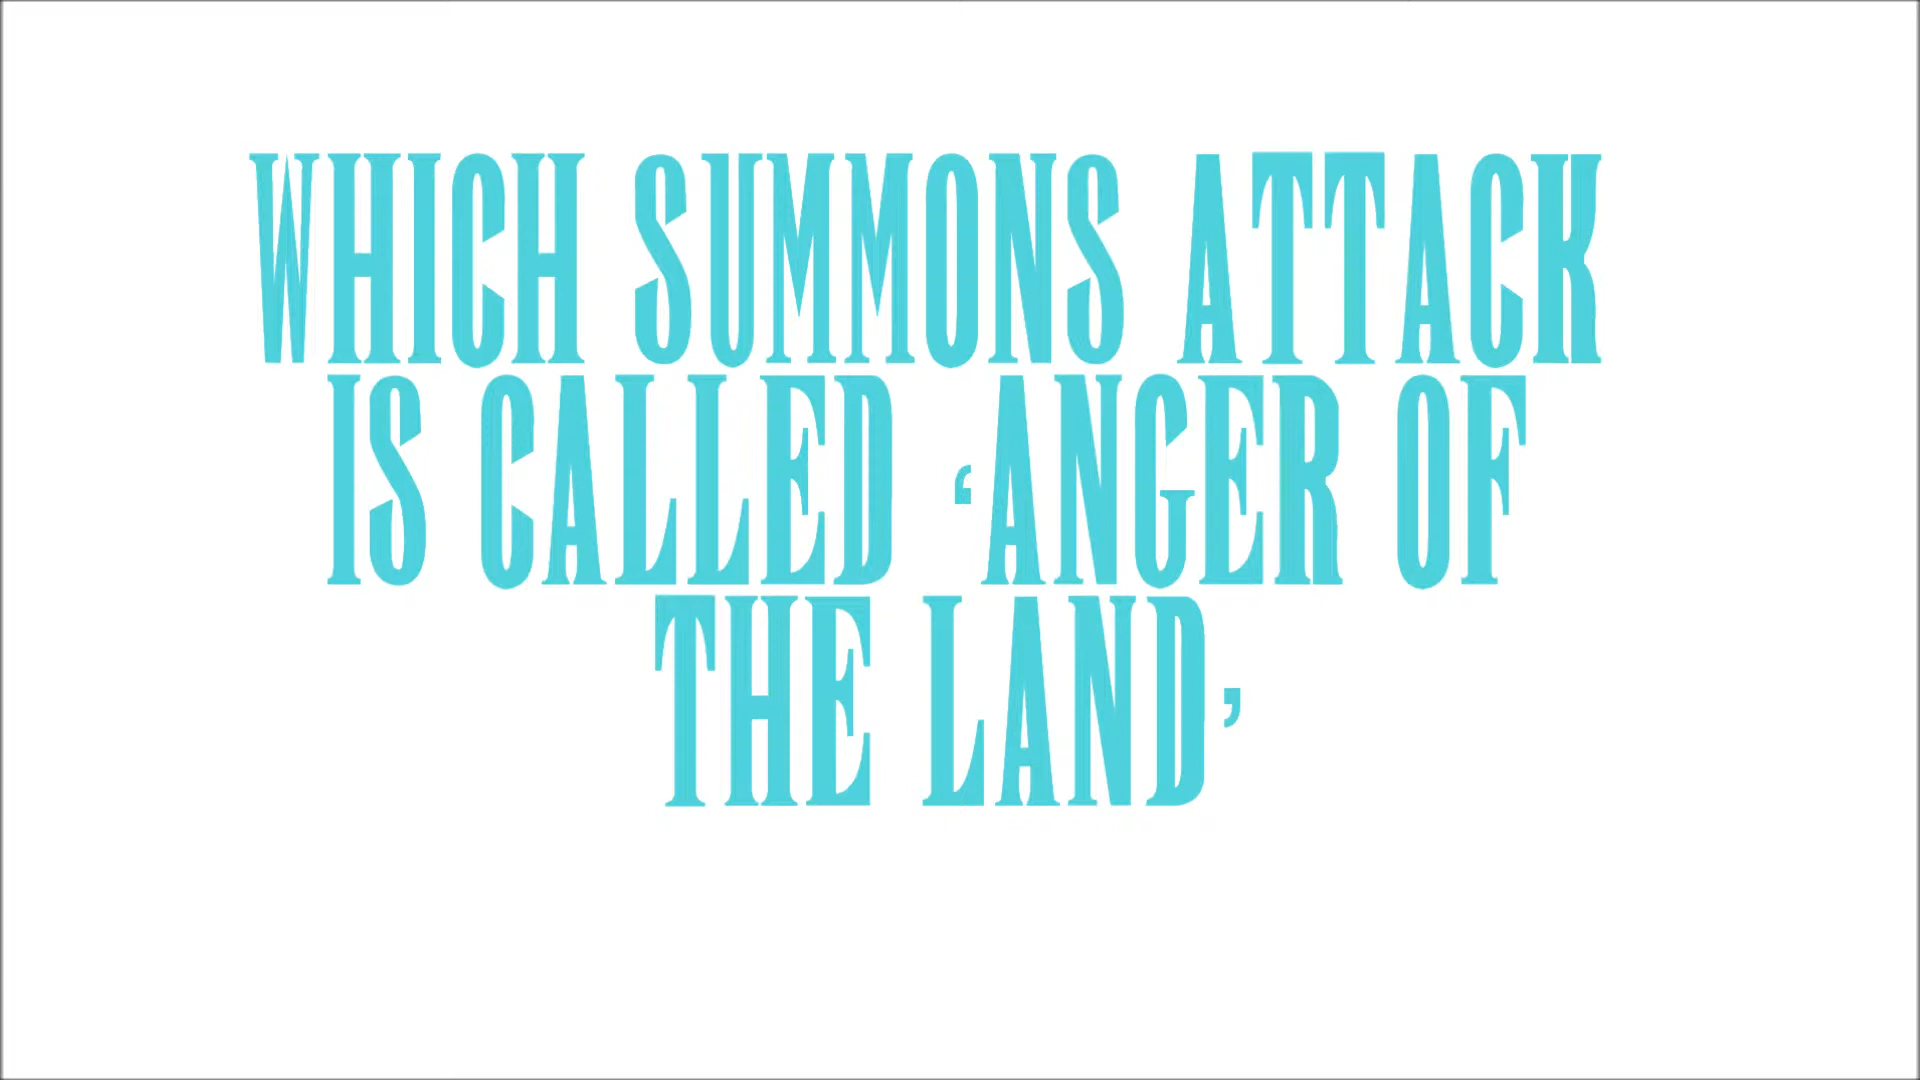 WHICH SUMMONS ATTACK
IS CALLED ‘ANGER OF
THE LAND’